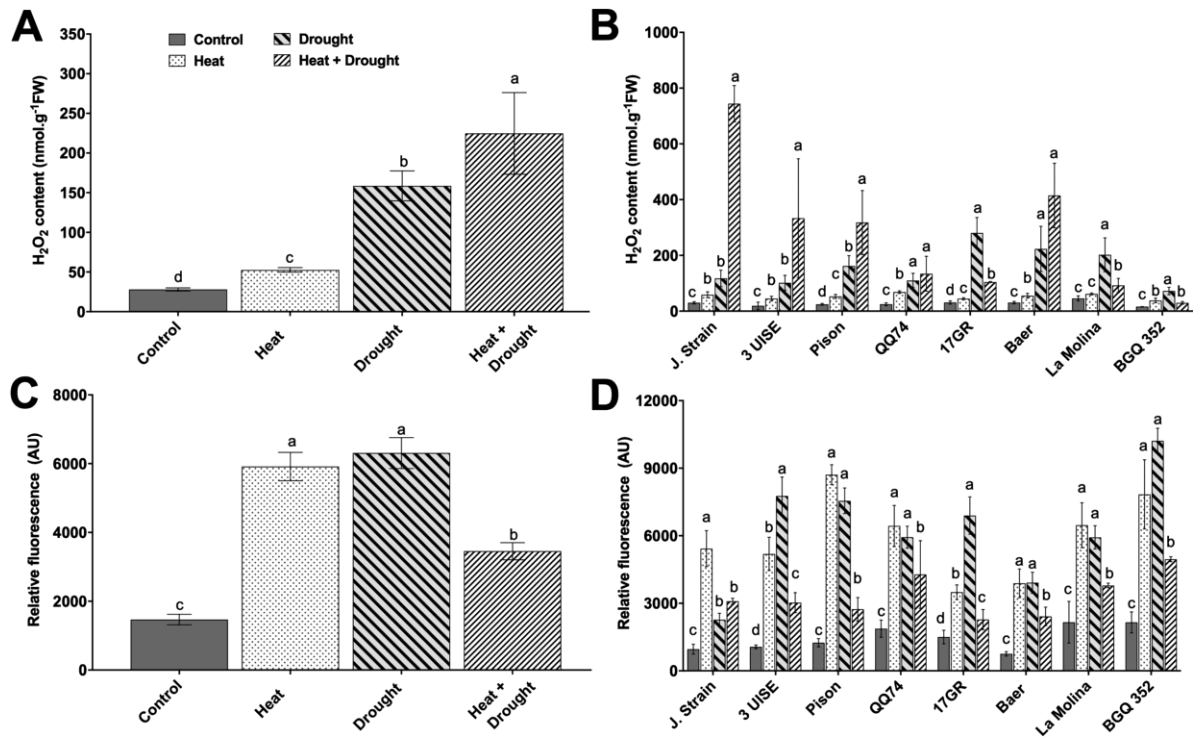 A
H₂O₂ content (nmol.g⁻¹FW)
350
300
250
200
150
100
50
0
Control
Drought
Heat
Heat + Drought
d
c
b
a
Control
Heat
Drought
Heat +
Drought
B
H₂O₂ content (nmol.g⁻¹FW)
1000
800
600
400
200
0
c b b a
c b b a
d c b a
c b a a
d c a b
c b a a
c c a b
c b a b
J. Strain
3 UISE
Pison
QQ74
17GR
Baer
La Molina
BGQ 352
C
Relative fluorescence (AU)
8000
6000
4000
2000
0
c
a
a
b
Control
Heat
Drought
Heat +
Drought
D
Relative fluorescence (AU)
12000
9000
6000
3000
0
c a b b
d b a c
c a a b
c a a b
d b a c
c a a b
c a a b
c a a b
J. Strain
3 UISE
Pison
QQ74
17GR
Baer
La Molina
BGQ 352